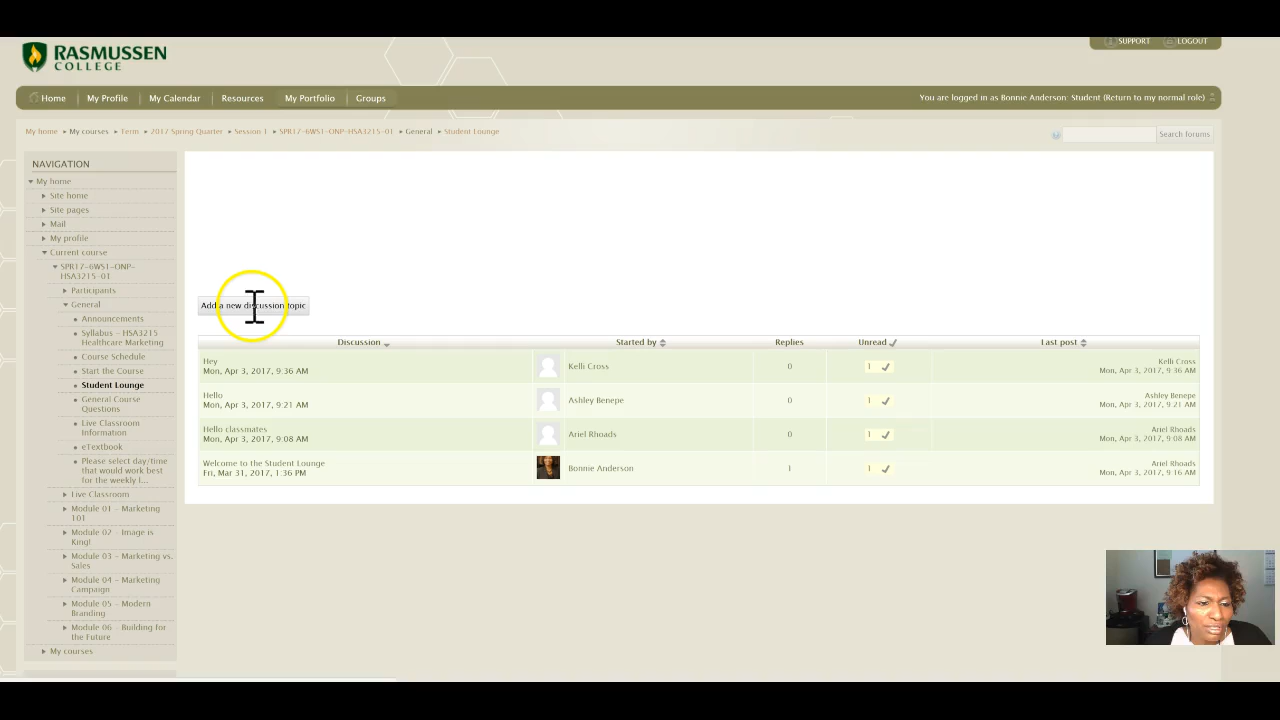 RASMUSSEN
COLLEGE
SUPPORT
LOGOUT
Home
My Profile
My Calendar
Resources
My Portfolio
Groups
You are logged in as Bonnie Anderson: Student (Return to my normal role)
My home
My courses
Term
2017 Spring Quarter
Session 1
SPR17-6WS1-ONP-HSA3215-01
General
Student Lounge
Search forums
NAVIGATION
My home
Site home
Site pages
Mail
My profile
Current course
SPR17-6WS1-ONP-
HSA3215-01
Participants
General
Announcements
Syllabus - HSA3215
Healthcare Marketing
Course Schedule
Start the Course
Student Lounge
General Course
Questions
Live Classroom
Information
eTextbook
Please select day/time
that would work best
for the weekly l...
Live Classroom
Module 01 - Marketing
101
Module 02 - Image is
King!
Module 03 - Marketing vs.
Sales
Module 04 - Marketing
Campaign
Module 05 - Modern
Branding
Module 06 - Building for
the Future
My courses
Add a new discussion topic
Discussion
Started by
Replies
Unread
Last post
Hey
Mon, Apr 3, 2017, 9:36 AM
Kelli Cross
0
1
Kelli Cross
Mon, Apr 3, 2017, 9:36 AM
Hello
Mon, Apr 3, 2017, 9:21 AM
Ashley Benepe
0
1
Ashley Benepe
Mon, Apr 3, 2017, 9:21 AM
Hello classmates
Mon, Apr 3, 2017, 9:08 AM
Ariel Rhoads
0
1
Ariel Rhoads
Mon, Apr 3, 2017, 9:08 AM
Welcome to the Student Lounge
Fri, Mar 31, 2017, 1:36 PM
Bonnie Anderson
1
1
Ariel Rhoads
Mon, Apr 3, 2017, 9:16 AM